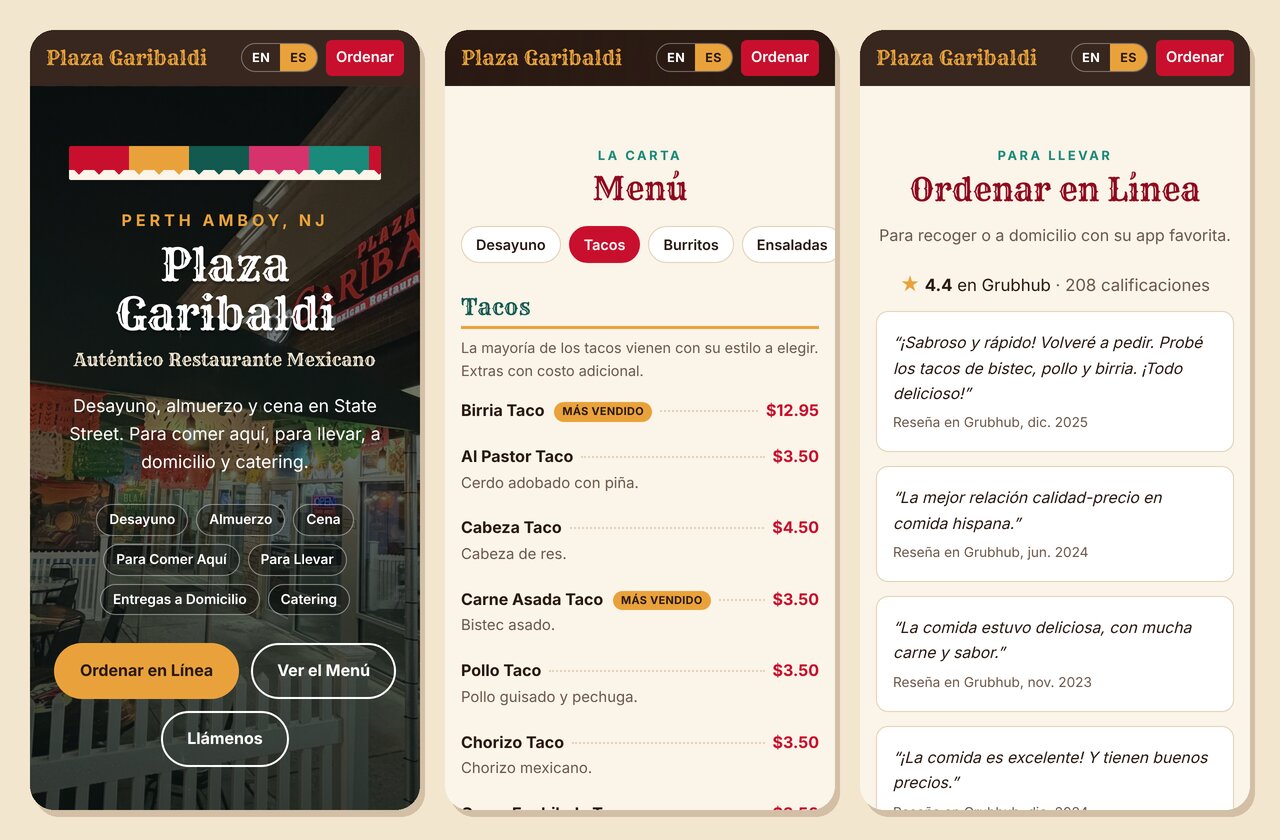 Plaza Garibaldi
EN
ES
Ordenar
PLAZA
GARIBA
Mexican Restaura
OPEN
PERTH AMBOY, NJ
Plaza
Garibaldi
Auténtico Restaurante Mexicano
Desayuno, almuerzo y cena en State
Street. Para comer aquí, para llevar, a
domicilio y catering.
Desayuno
Almuerzo
Cena
Para Comer Aquí
Para Llevar
Entregas a Domicilio
Catering
Ordenar en Línea
Ver el Menú
Llámenos
Plaza Garibaldi
EN
ES
Ordenar
LA CARTA
Menú
Desayuno
Tacos
Burritos
Ensaladas
Tacos
La mayoría de los tacos vienen con su estilo a elegir.
Extras con costo adicional.
Birria Taco MÁS VENDIDO $12.95
Al Pastor Taco $3.50
Cerdo adobado con piña.
Cabeza Taco $4.50
Cabeza de res.
Carne Asada Taco MÁS VENDIDO $3.50
Bistec asado.
Pollo Taco $3.50
Pollo guisado y pechuga.
Chorizo Taco $3.50
Chorizo mexicano.
Plaza Garibaldi
EN
ES
Ordenar
PARA LLEVAR
Ordenar en Línea
Para recoger o a domicilio con su app favorita.
★ 4.4 en Grubhub · 208 calificaciones
“¡Sabroso y rápido! Volveré a pedir. Probé
los tacos de bistec, pollo y birria. ¡Todo
delicioso!”
Reseña en Grubhub, dic. 2025
“La mejor relación calidad-precio en
comida hispana.”
Reseña en Grubhub, jun. 2024
“La comida estuvo deliciosa, con mucha
carne y sabor.”
Reseña en Grubhub, nov. 2023
“¡La comida es excelente! Y tienen buenos
precios.”